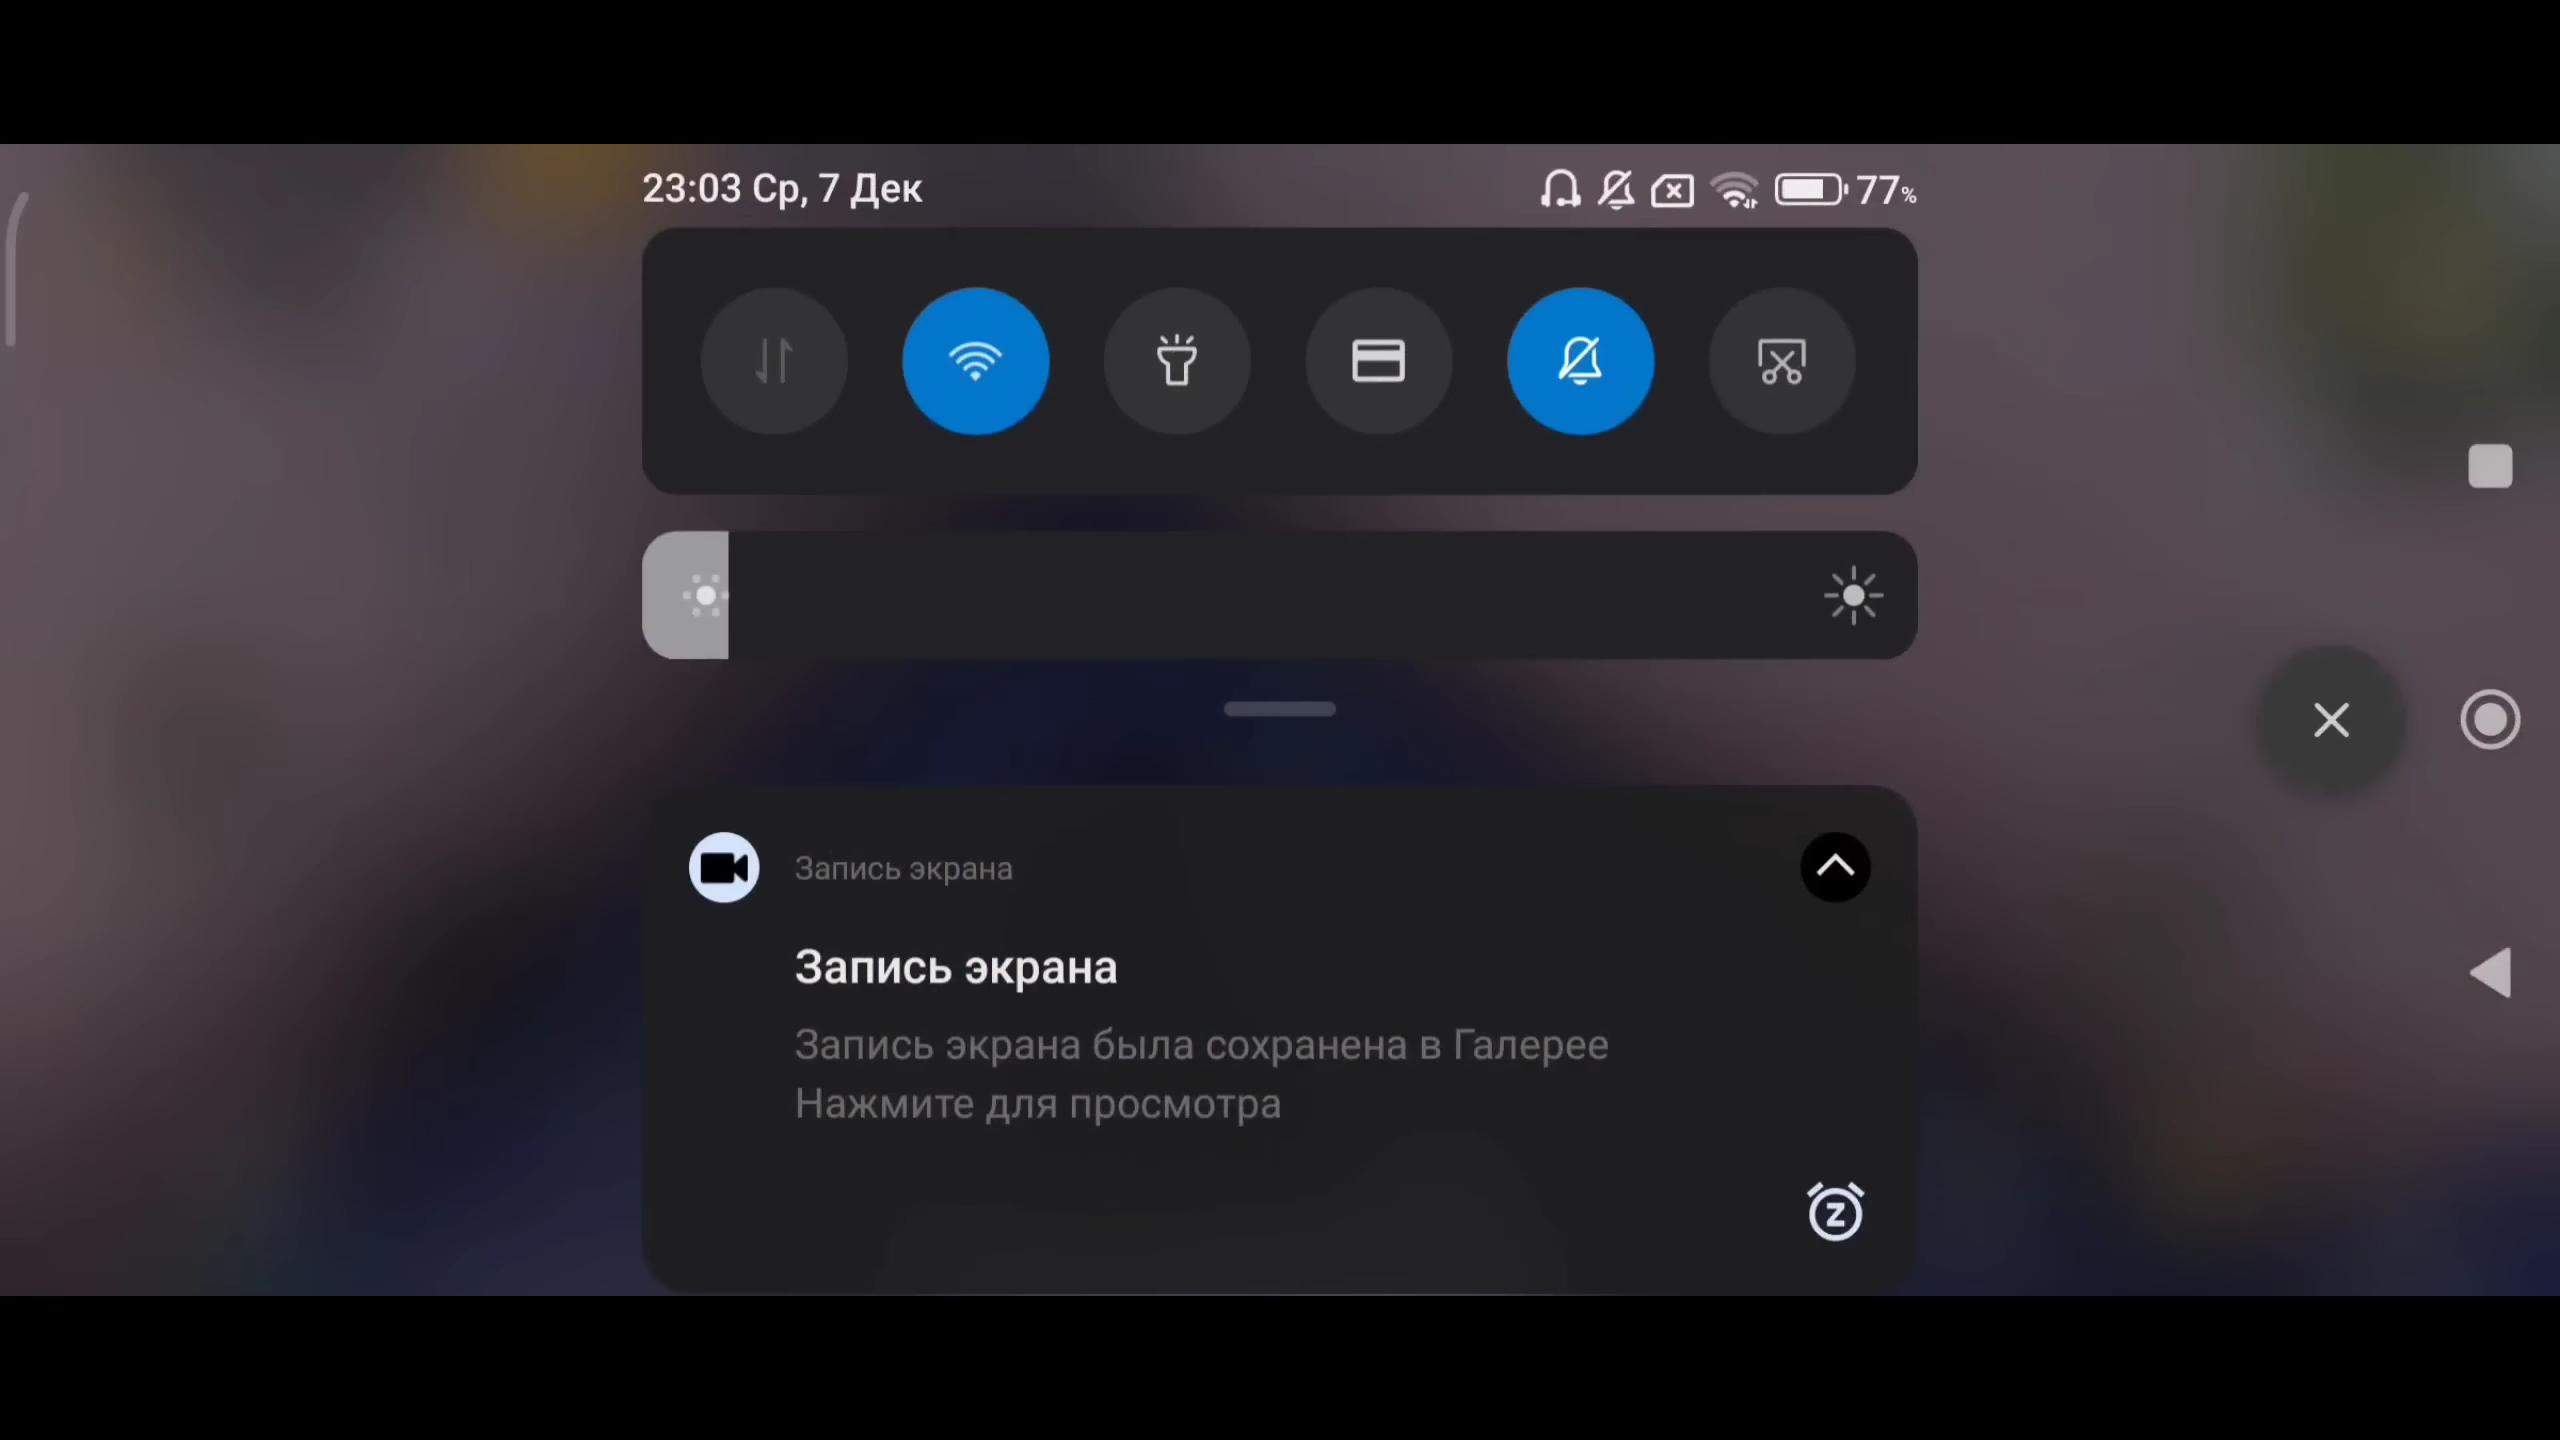 23:03 Ср, 7 Дек
77%
Запись экрана
Запись экрана
Запись экрана была сохранена в Галерее
Нажмите для просмотра